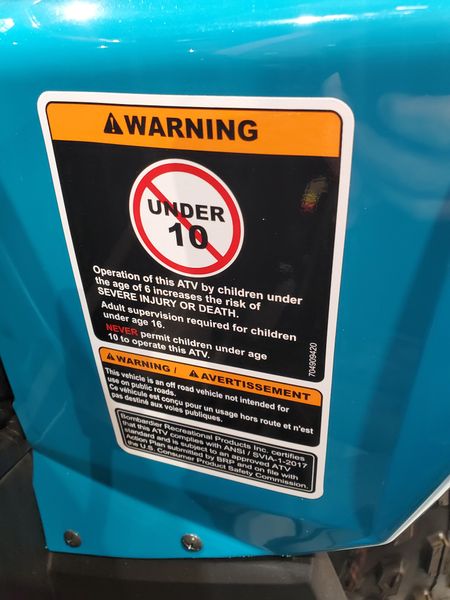 WARNING
UNDER
10
Operation of this ATV by children under
the age of 6 increases the risk of
SEVERE INJURY OR DEATH.
Adult supervision required for children
under age 16.
NEVER permit children under age
10 to operate this ATV.
704909420
WARNING / AVERTISSEMENT
This vehicle is an off road vehicle not intended for
use on public roads.
Ce véhicule est conçu pour un usage hors route et n'est
pas destiné aux voies publiques.
Bombardier Recreational Products Inc. certifies
that this ATV complies with ANSI / SVIA-1-2017
standard and is subject to an approved ATV
Action Plan submitted by BRP and on file with
the U.S. Consumer Product Safety Commission.